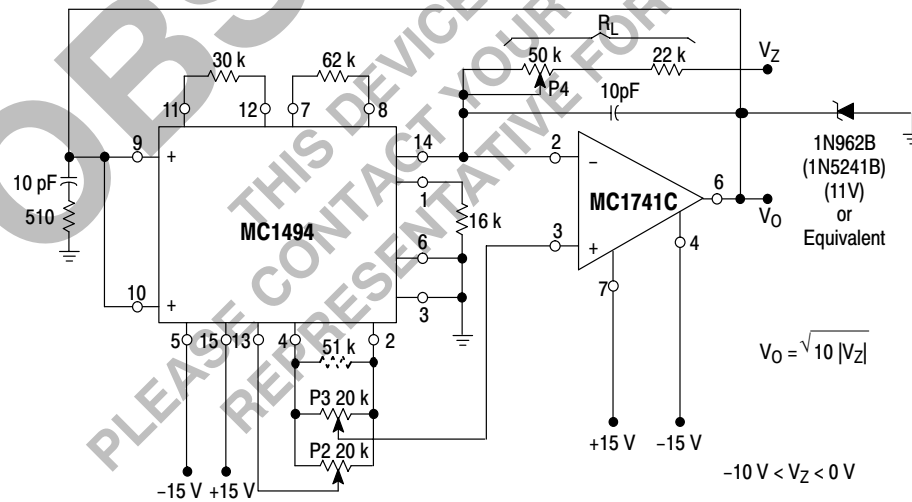 OBS
THIS DEVICE
PLEASE CONTACT YOUR
REPRESENTATIVE FOR
RL
30 k
62 k
50 k
22 k
VZ
P4
11
12
7
8
10pF
9
+
14
2
–
10 pF
510
1
MC1494
16 k
MC1741C
6
VO
1N962B
(1N5241B)
(11V)
or
Equivalent
6
3
+
4
10
+
3
7
5
15
13
4
2
51 k
VO = √10 |VZ|
P3 20 k
P2 20 k
+15 V
–15 V
–15 V
+15 V
–10 V < VZ < 0 V